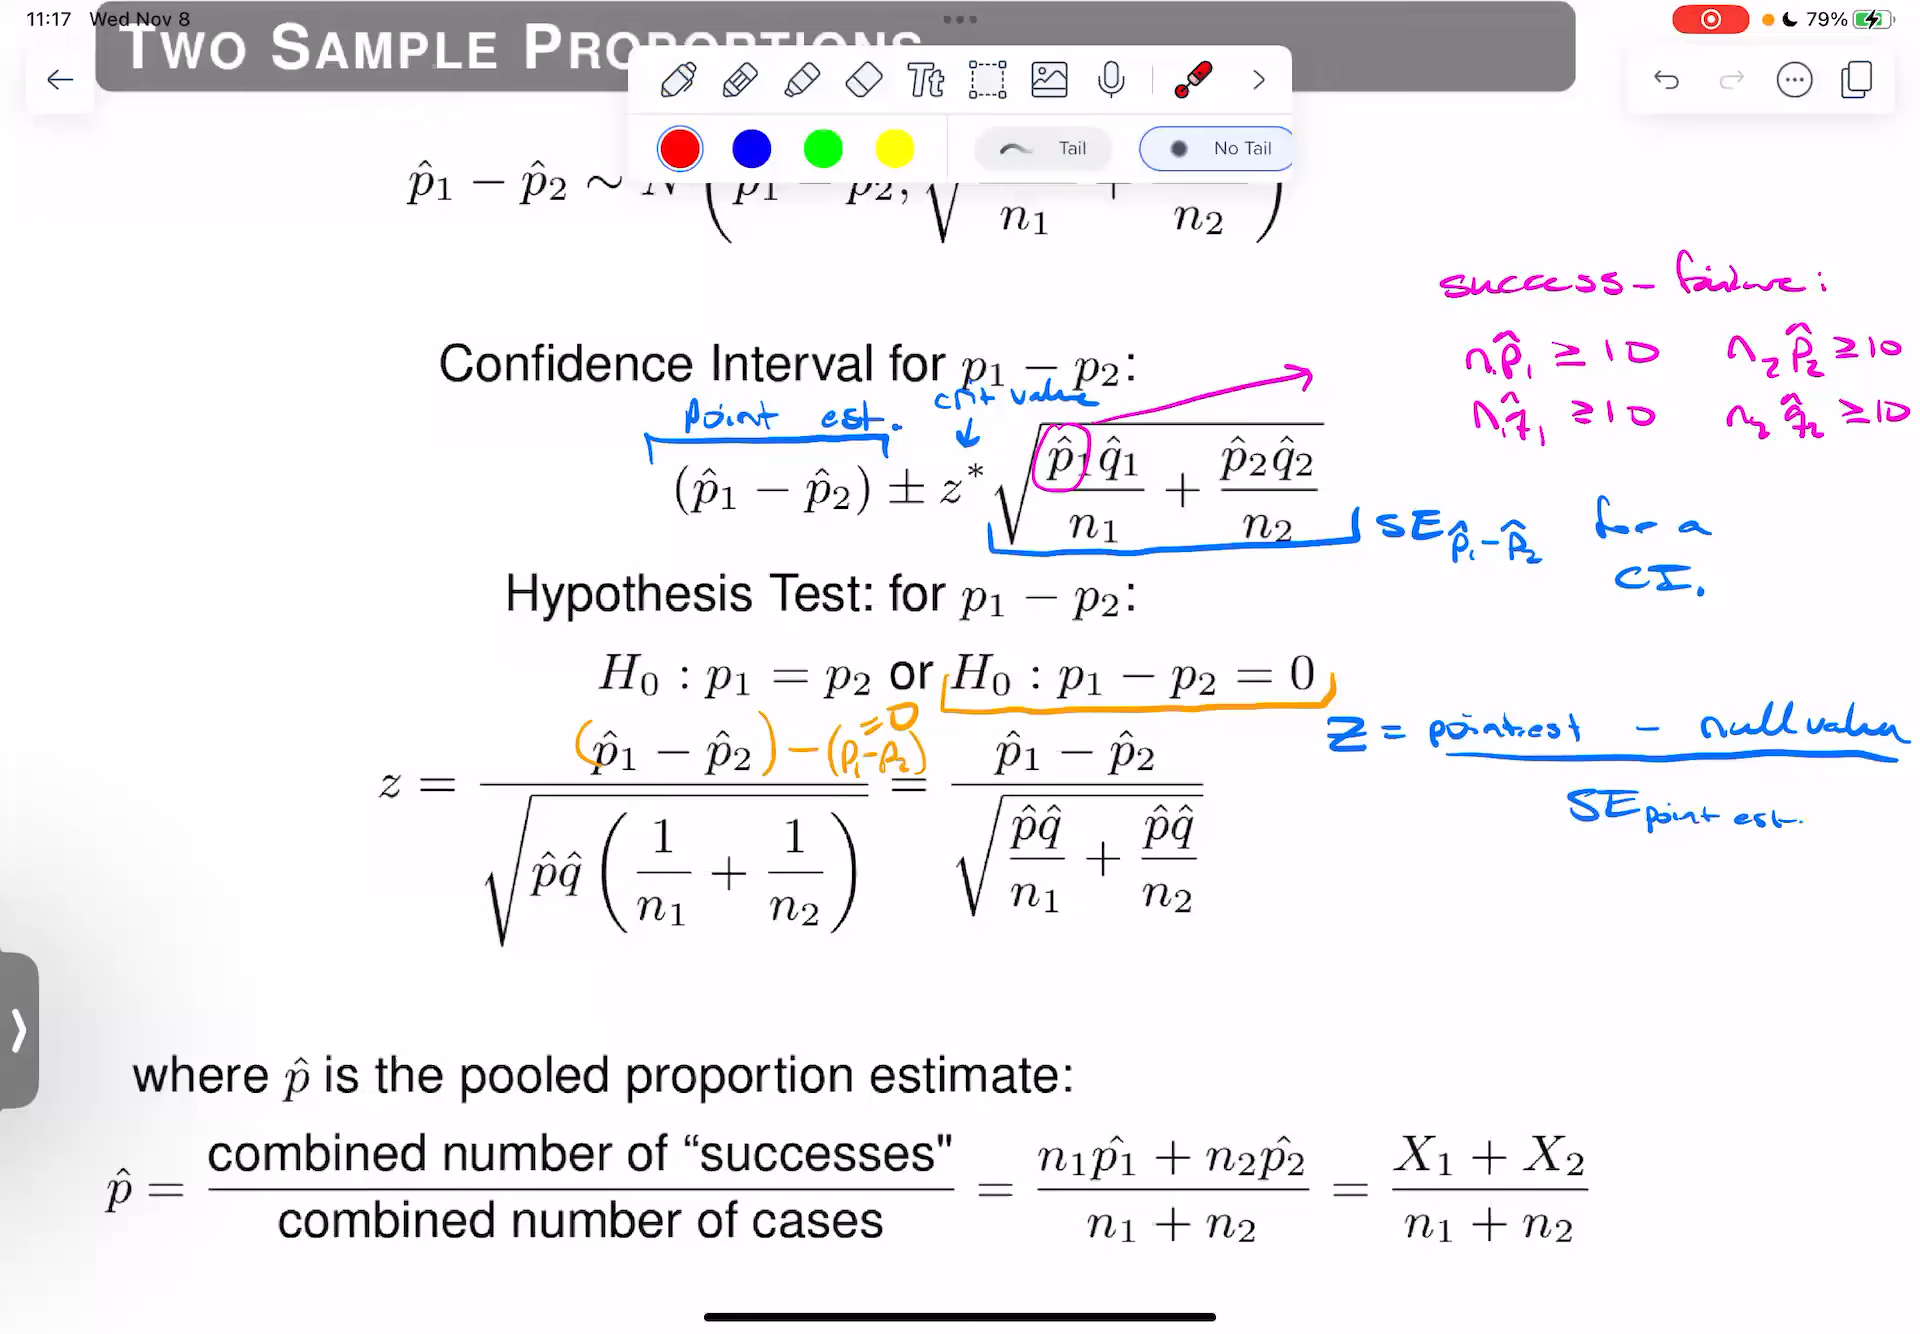 11:17 Wed Nov 8
79%
TWO SAMPLE PROPORTIONS
Tt
Tail No Tail
p̂₁ − p̂₂ ∼ N (p₁ − p₂, √ n₁ + n₂ )
success-failure:
n₁p̂₁ ≥ 10 n₂p̂₂ ≥ 10
n₁q̂₁ ≥ 10 n₂q̂₂ ≥ 10
Confidence Interval for p₁ − p₂:
Point est. crit value
(p̂₁ − p̂₂) ± z* √(p̂₁q̂₁/n₁ + p̂₂q̂₂/n₂)
SE p̂₁-p̂₂ for a
CI.
Hypothesis Test: for p₁ − p₂:
H₀ : p₁ = p₂ or H₀ : p₁ − p₂ = 0
z = ((p̂₁ − p̂₂) − (p₁-p₂) =0)/√(p̂q̂(1/n₁ + 1/n₂)) = (p̂₁ − p̂₂)/√(p̂q̂/n₁ + p̂q̂/n₂)
Z = point est - null value
SE point est.
where p̂ is the pooled proportion estimate:
p̂ = combined number of “successes"/combined number of cases = (n₁p̂₁ + n₂p̂₂)/(n₁ + n₂) = (X₁ + X₂)/(n₁ + n₂)